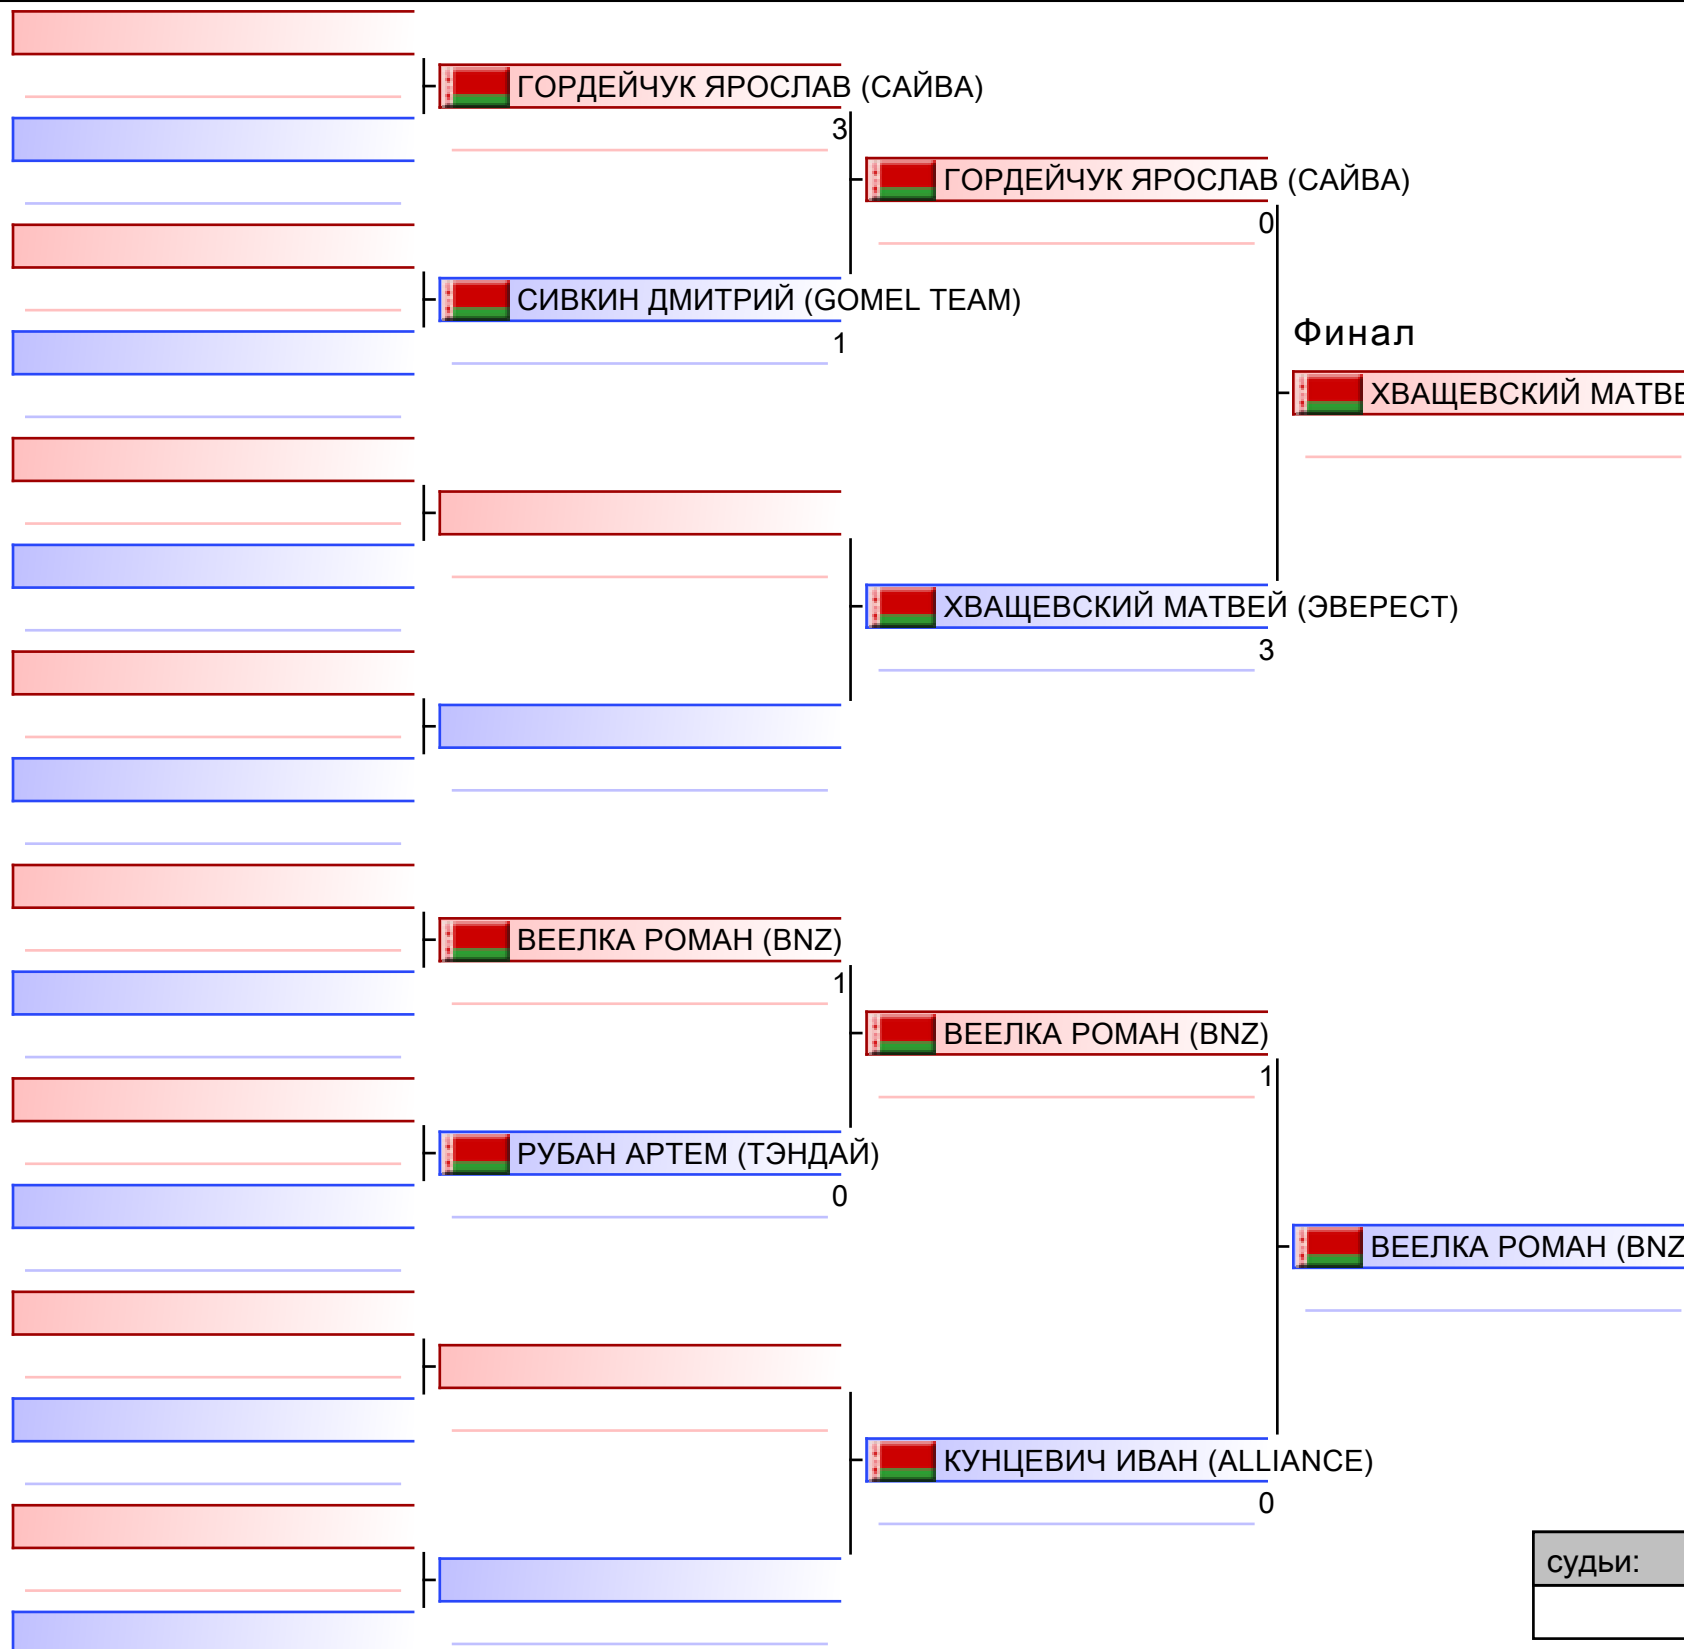 ГОРДЕЙЧУК ЯРОСЛАВ (САЙВА)
3
ГОРДЕЙЧУК ЯРОСЛАВ (САЙВА)
0
СИВКИН ДМИТРИЙ (GOMEL TEAM)
1
Финал
ХВАЩЕВСКИЙ МАТВЕ
ХВАЩЕВСКИЙ МАТВЕЙ (ЭВЕРЕСТ)
3
ВЕЕЛКА РОМАН (BNZ)
1
ВЕЕЛКА РОМАН (BNZ)
1
РУБАН АРТЕМ (ТЭНДАЙ)
0
ВЕЕЛКА РОМАН (BNZ
КУНЦЕВИЧ ИВАН (ALLIANCE)
0
судьи: